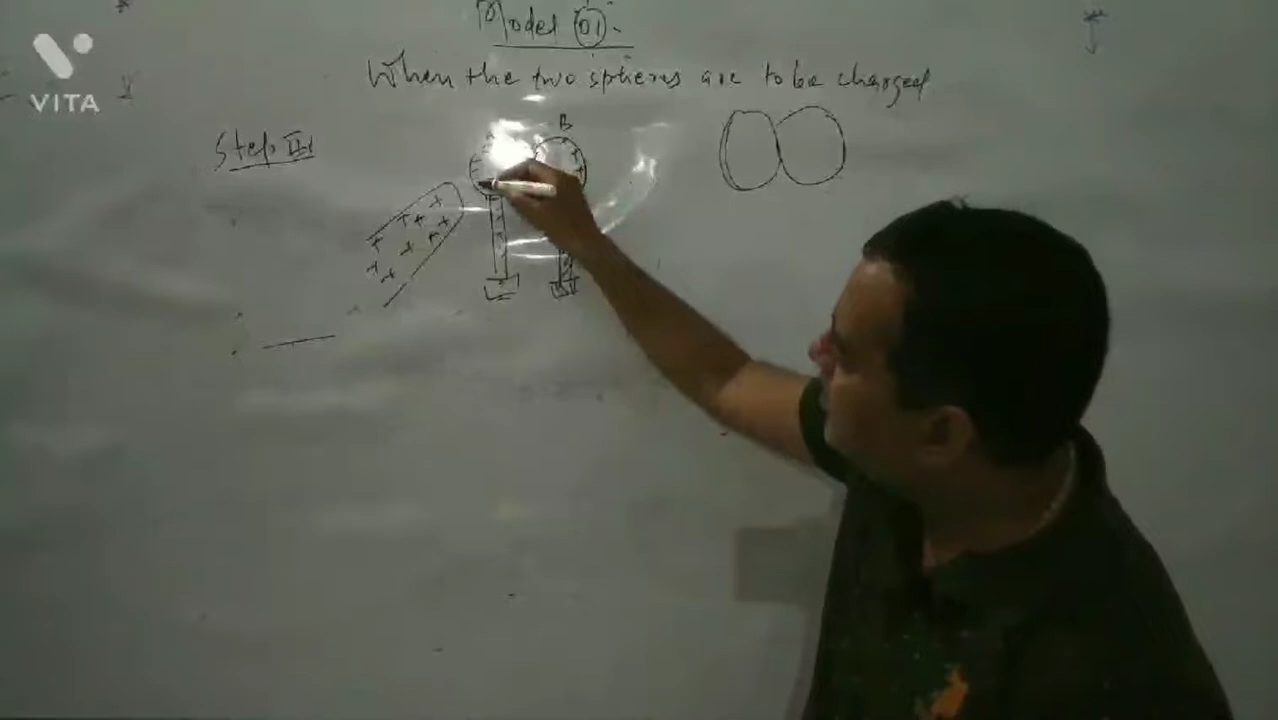 Model 01
When the two spheres are to be charged
VITA
Step III
B